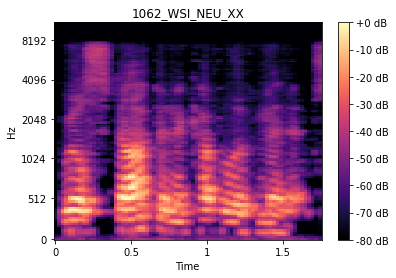 1062_WSI_NEU_XX
+0 dB
8192
-10 dB
4096
-20 dB
-30 dB
2048
-40 dB
Hz
1024
-50 dB
512
-60 dB
-70 dB
0
-80 dB
0
0.5
1
1.5
Time